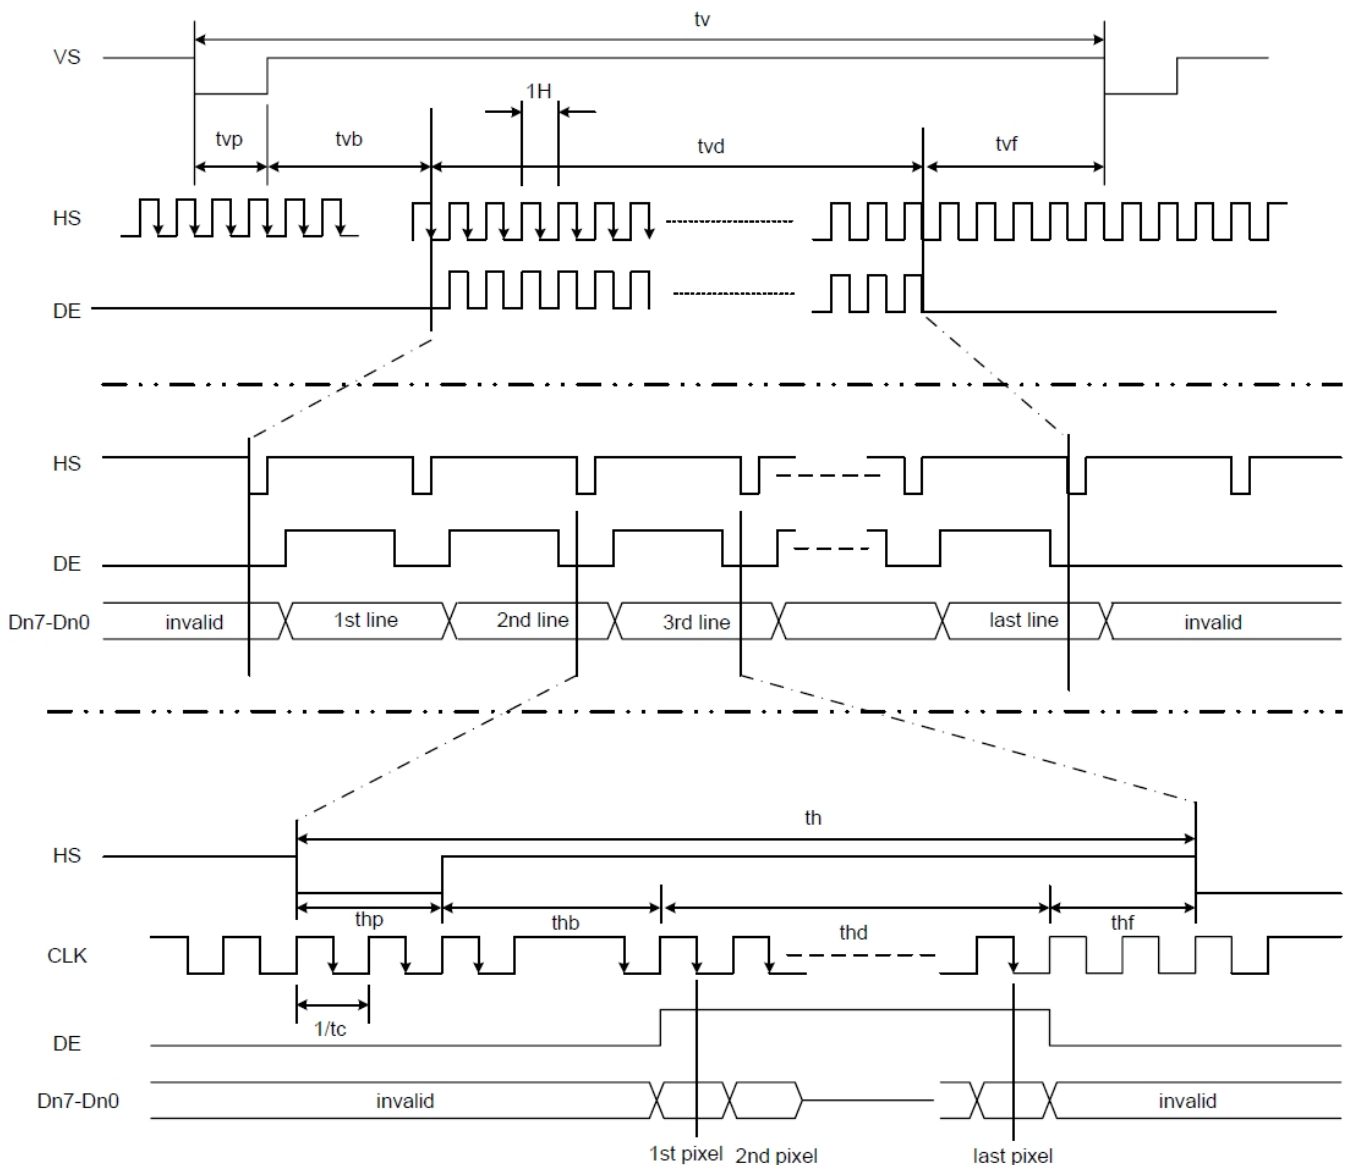 tv
VS
1H
tvp
tvb
tvd
tvf
HS
DE
HS
DE
Dn7-Dn0
invalid
1st line
2nd line
3rd line
last line
invalid
th
HS
thp
thb
thd
thf
CLK
1/tc
DE
Dn7-Dn0
invalid
invalid
1st pixel
2nd pixel
last pixel